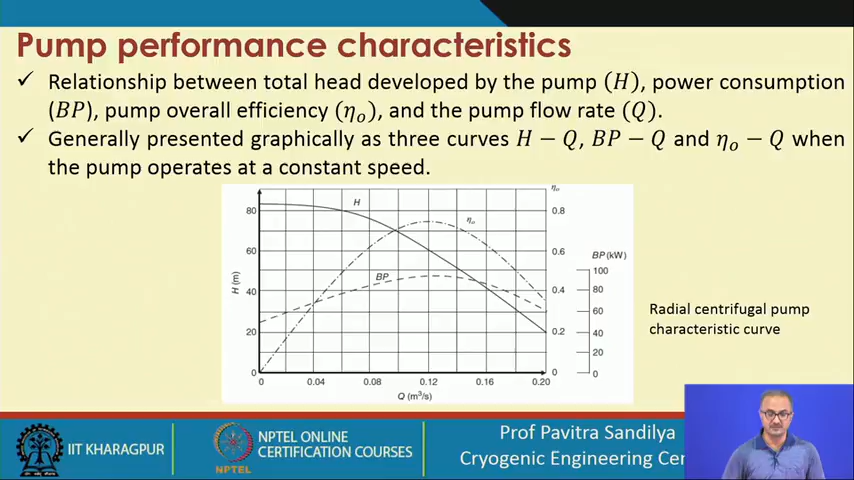 Pump performance characteristics
✓ Relationship between total head developed by the pump (H), power consumption
(BP), pump overall efficiency (ηₒ), and the pump flow rate (Q).
✓ Generally presented graphically as three curves H − Q, BP − Q and ηₒ − Q when
the pump operates at a constant speed.
H
ηₒ
BP
ηₒ
80
60
40
20
0
H (m)
0.8
0.6
0.4
0.2
0
BP (kW)
100
80
60
40
20
0
0 0.04 0.08 0.12 0.16 0.20
Q (m³/s)
Radial centrifugal pump
characteristic curve
IIT KHARAGPUR
NPTEL
NPTEL ONLINE
CERTIFICATION COURSES
Prof Pavitra Sandilya
Cryogenic Engineering Cen